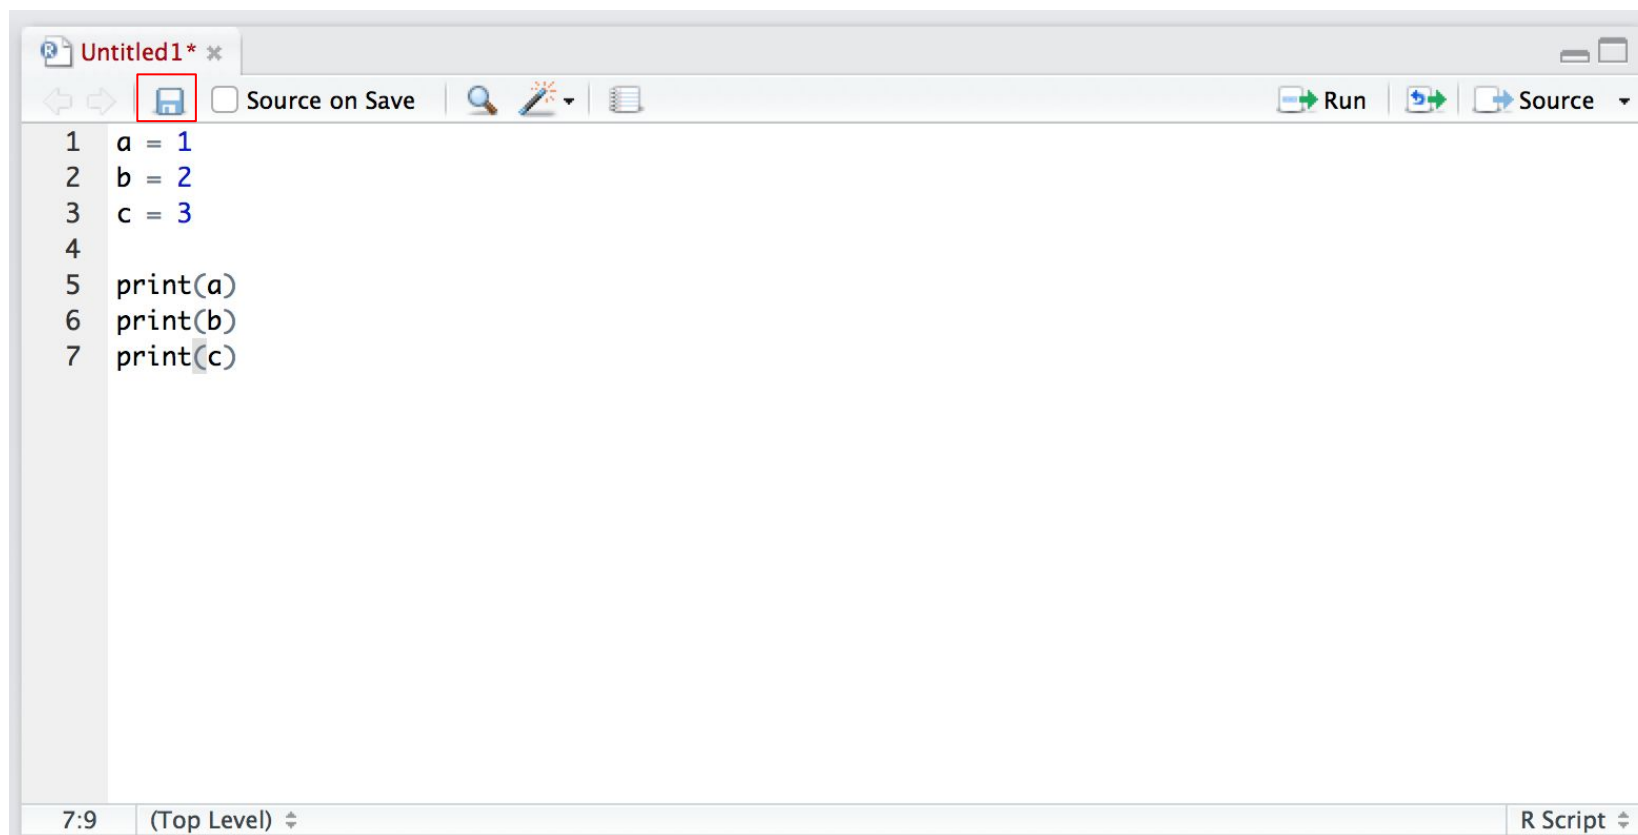 Untitled1*
Source on Save Run Source
1 a = 1
2 b = 2
3 c = 3
4
5 print(a)
6 print(b)
7 print(c)
7:9 (Top Level) R Script